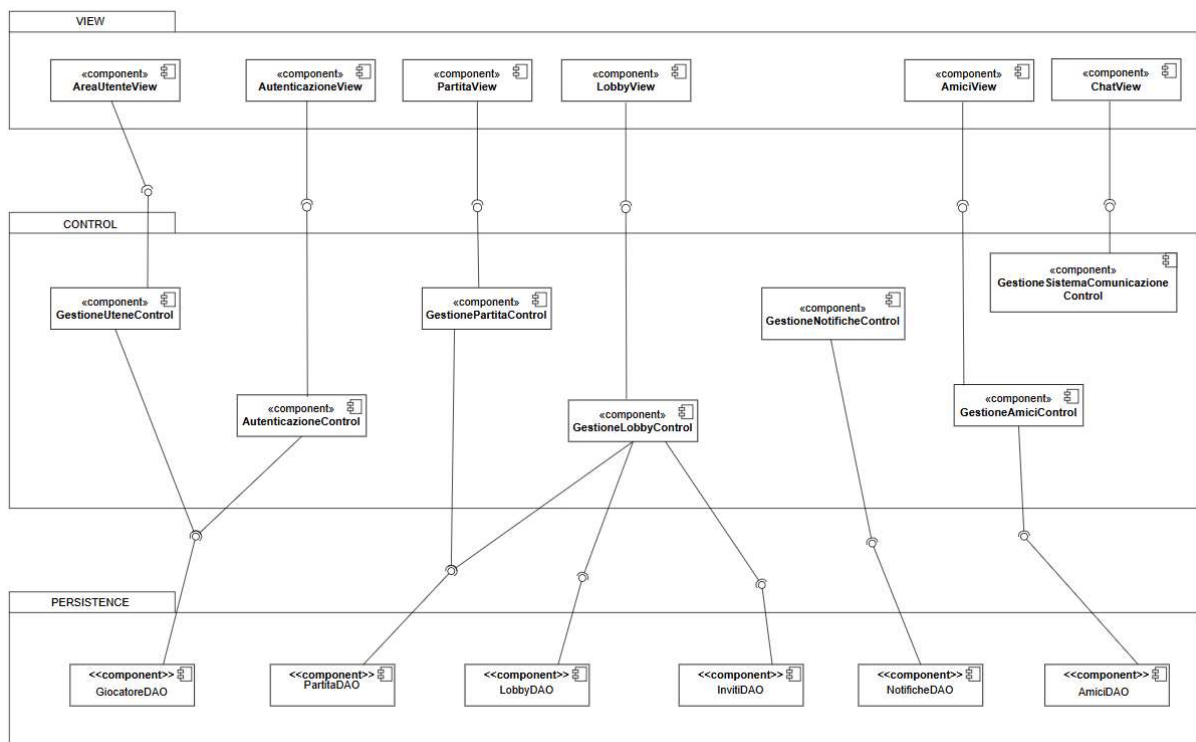 VIEW
«component»
AreaUtenteView
«component»
AutenticazioneView
«component»
PartitaView
«component»
LobbyView
«component»
AmiciView
«component»
ChatView
CONTROL
«component»
GestioneUteneControl
«component»
GestionePartitaControl
«component»
GestioneNotificheControl
«component»
GestioneSistemaComunicazione
Control
«component»
AutenticazioneControl
«component»
GestioneLobbyControl
«component»
GestioneAmiciControl
PERSISTENCE
<<component>>
GiocatoreDAO
<<component>>
PartitaDAO
<<component>>
LobbyDAO
<<component>>
InvitiDAO
<<component>>
NotificheDAO
<<component>>
AmiciDAO